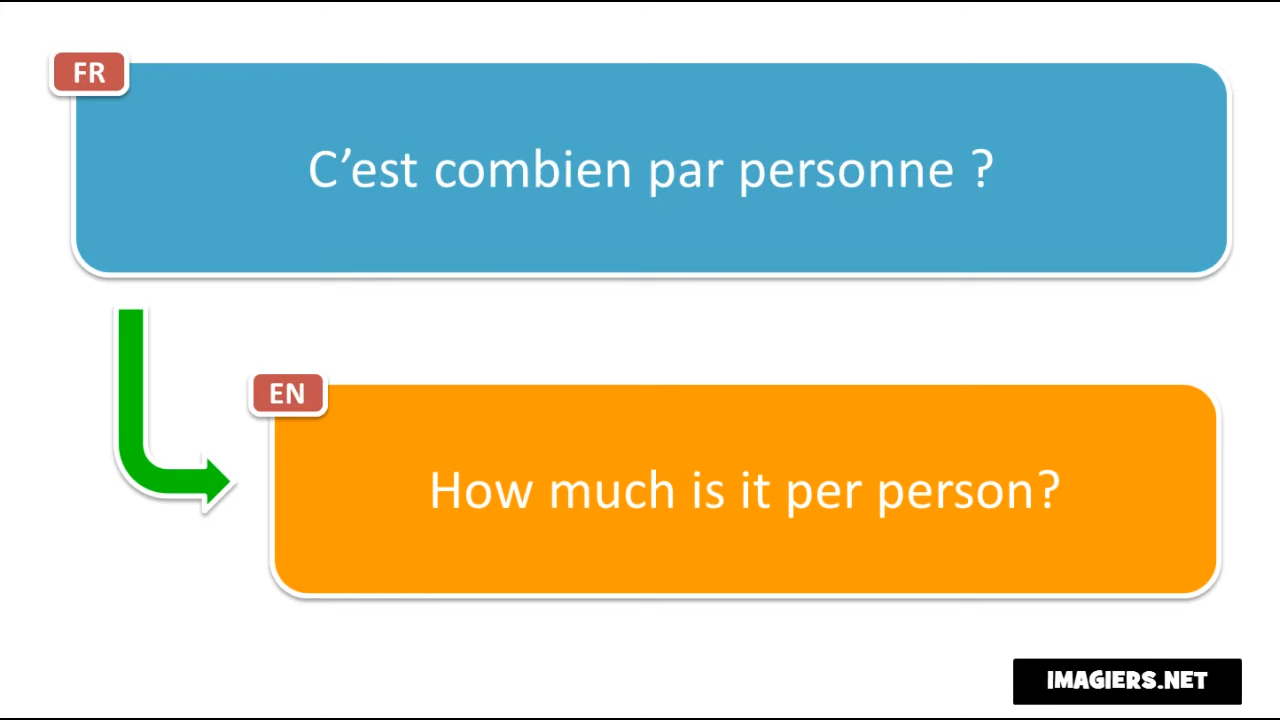 FR
C’est combien par personne ?
EN
How much is it per person?
IMAGIERS.NET